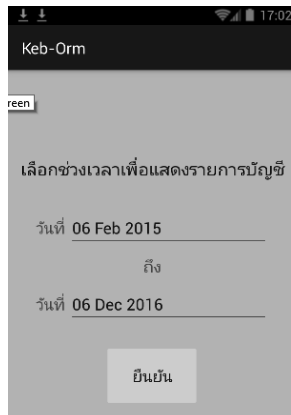 17:02
Keb-Orm
reen
เลือกช่วงเวลาเพื่อแสดงรายการบัญชี
วันที่ 06 Feb 2015
ถึง
วันที่ 06 Dec 2016
ยืนยัน